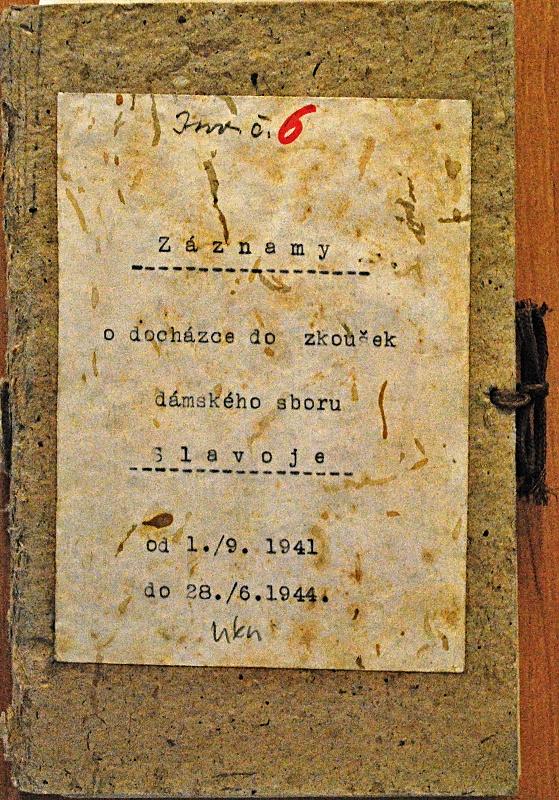 Inv č. 6
Záznamy
o docházce do zkoušek
dámského sboru
Slavoje
od 1./9. 1941
do 28./6.1944.